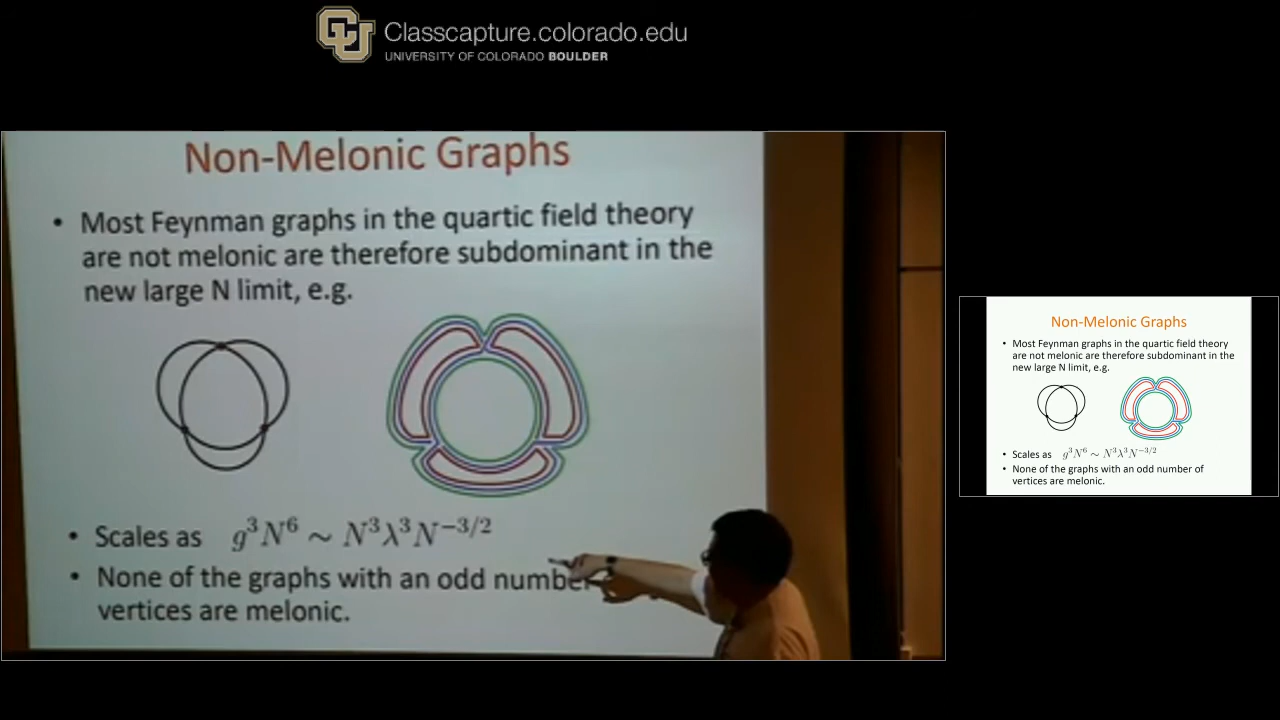 Classcapture.colorado.edu
UNIVERSITY OF COLORADO BOULDER
Non-Melonic Graphs
• Most Feynman graphs in the quartic field theory
are not melonic are therefore subdominant in the
new large N limit, e.g.
• Scales as g³N⁶ ~ N³λ³N⁻³/²
• None of the graphs with an odd number
vertices are melonic.
Non-Melonic Graphs
• Most Feynman graphs in the quartic field theory
are not melonic are therefore subdominant in the
new large N limit, e.g.
• Scales as g³N⁶ ~ N³λ³N⁻³/²
• None of the graphs with an odd number of
vertices are melonic.